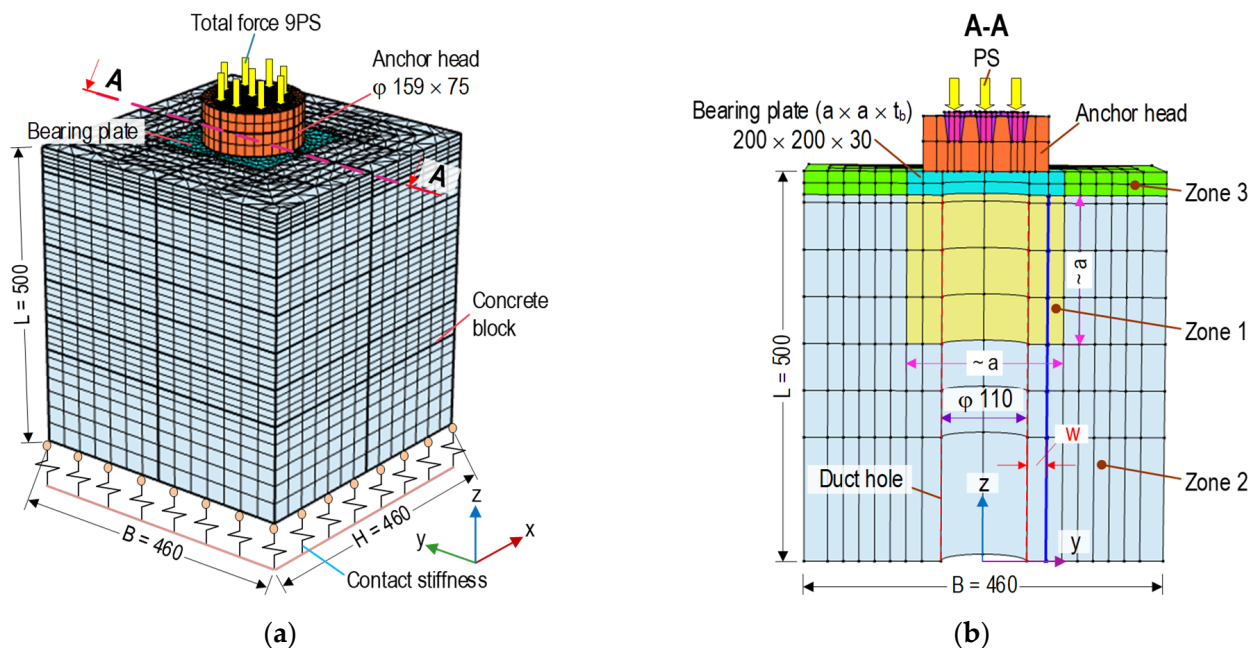 Total force 9PS
Anchor head
φ 159 × 75
A
Bearing plate
A
L = 500
Concrete
block
B = 460
H = 460
Contact stiffness
z
x
y
(a)
A-A
PS
Bearing plate (a × a × tb)
200 × 200 × 30
Anchor head
Zone 3
~ a
Zone 1
~ a
L = 500
φ 110
w
Duct hole
z
Zone 2
y
B = 460
(b)